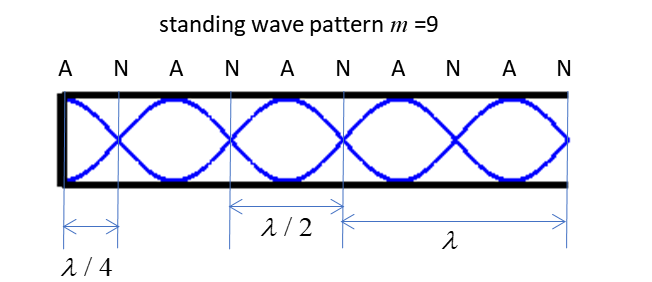 standing wave pattern m =9
A N A N A N A N A N
λ / 2
λ
λ / 4